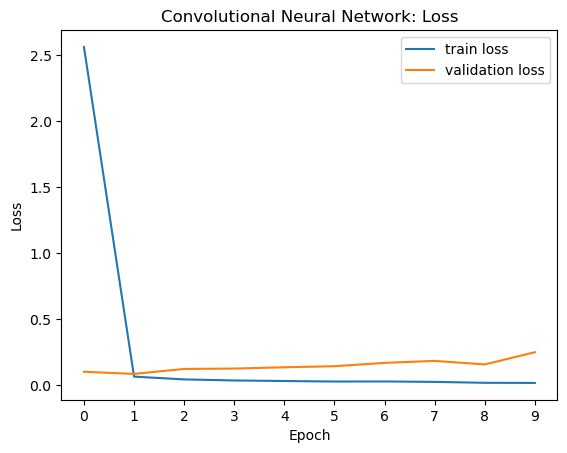 Convolutional Neural Network: Loss
train loss
validation loss
2.5
2.0
1.5
1.0
0.5
0.0
Loss
0 1 2 3 4 5 6 7 8 9
Epoch